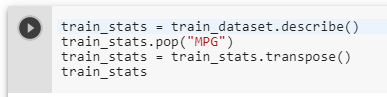 train_stats = train_dataset.describe()
train_stats.pop("MPG")
train_stats = train_stats.transpose()
train_stats